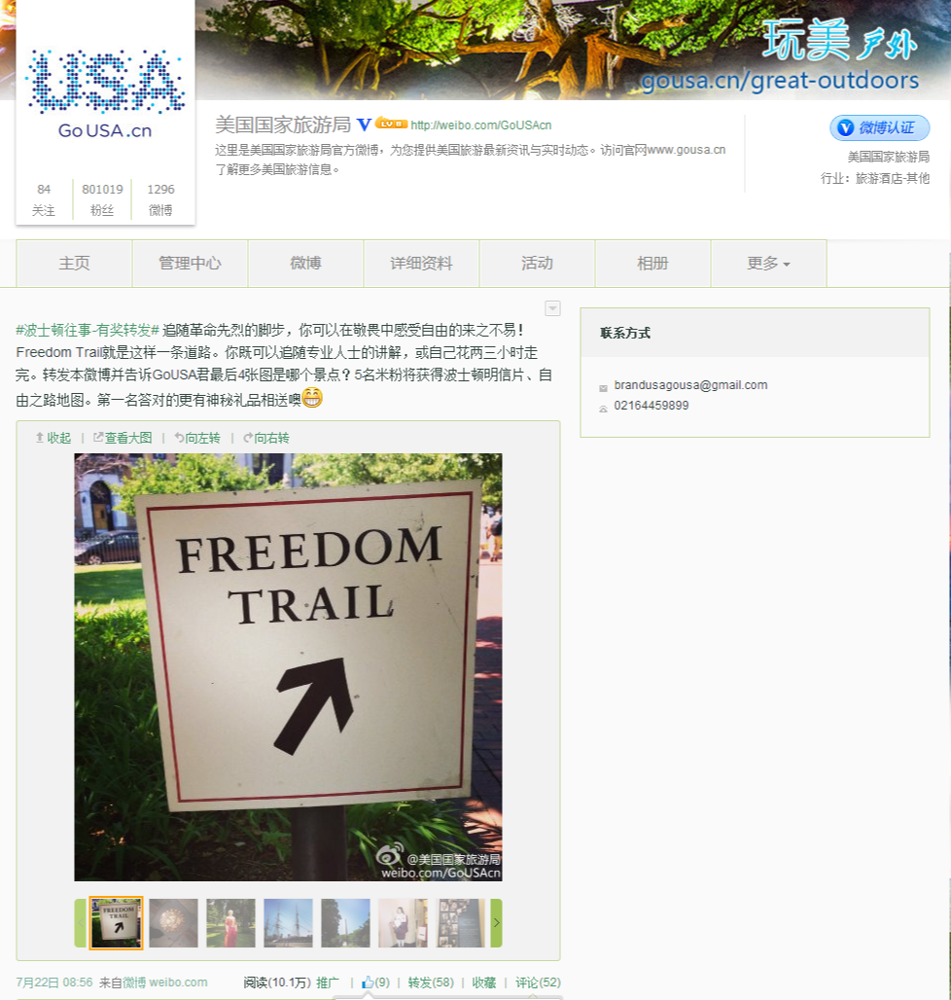 USA
GoUSA.cn
玩美户外
gousa.cn/great-outdoors
84
801019
1296
关注
粉丝
微博
美国国家旅游局 V LV 8 http://weibo.com/GoUSAcn
这里是美国国家旅游局官方微博，为您提供美国旅游最新资讯与实时动态。访问官网www.gousa.cn
了解更多美国旅游信息。
V 微博认证
美国国家旅游局
行业：旅游酒店-其他
主页
管理中心
微博
详细资料
活动
相册
更多
#波士顿往事-有奖转发# 追随革命先烈的脚步，你可以在敬畏中感受自由的来之不易！
Freedom Trail就是这样一条道路。你既可以追随专业人士的讲解，或自己花两三小时走
完。转发本微博并告诉GoUSA君最后4张图是哪个景点？5名米粉将获得波士顿明信片、自
由之路地图。第一名答对的更有神秘礼品相送噢
收起 | 查看大图 | 向左转 | 向右转
FREEDOM
TRAIL
@美国国家旅游局
weibo.com/GoUSAcn
FREEDOM
TRAIL
7月22日 08:56 来自微博 weibo.com
阅读(10.1万) 推广 | (9) | 转发(58) | 收藏 | 评论(52)
联系方式
brandusagousa@gmail.com
02164459899